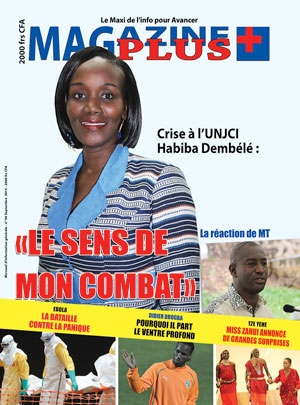 Le Maxi de l'info pour Avancer
2000 frs CFA
MAGAZINE
PLUS
Crise à l'UNJCI
Habiba Dembélé :
«LE SENS DE
MON COMBAT»
La réaction de MT
EBOLA
LA BATAILLE
CONTRE LA PANIQUE
DIDIER DROGBA
POURQUOI IL PART
LE VENTRE PROFOND
12E YEHE
MISS ZAHUI ANNONCE
DE GRANDES SURPRISES